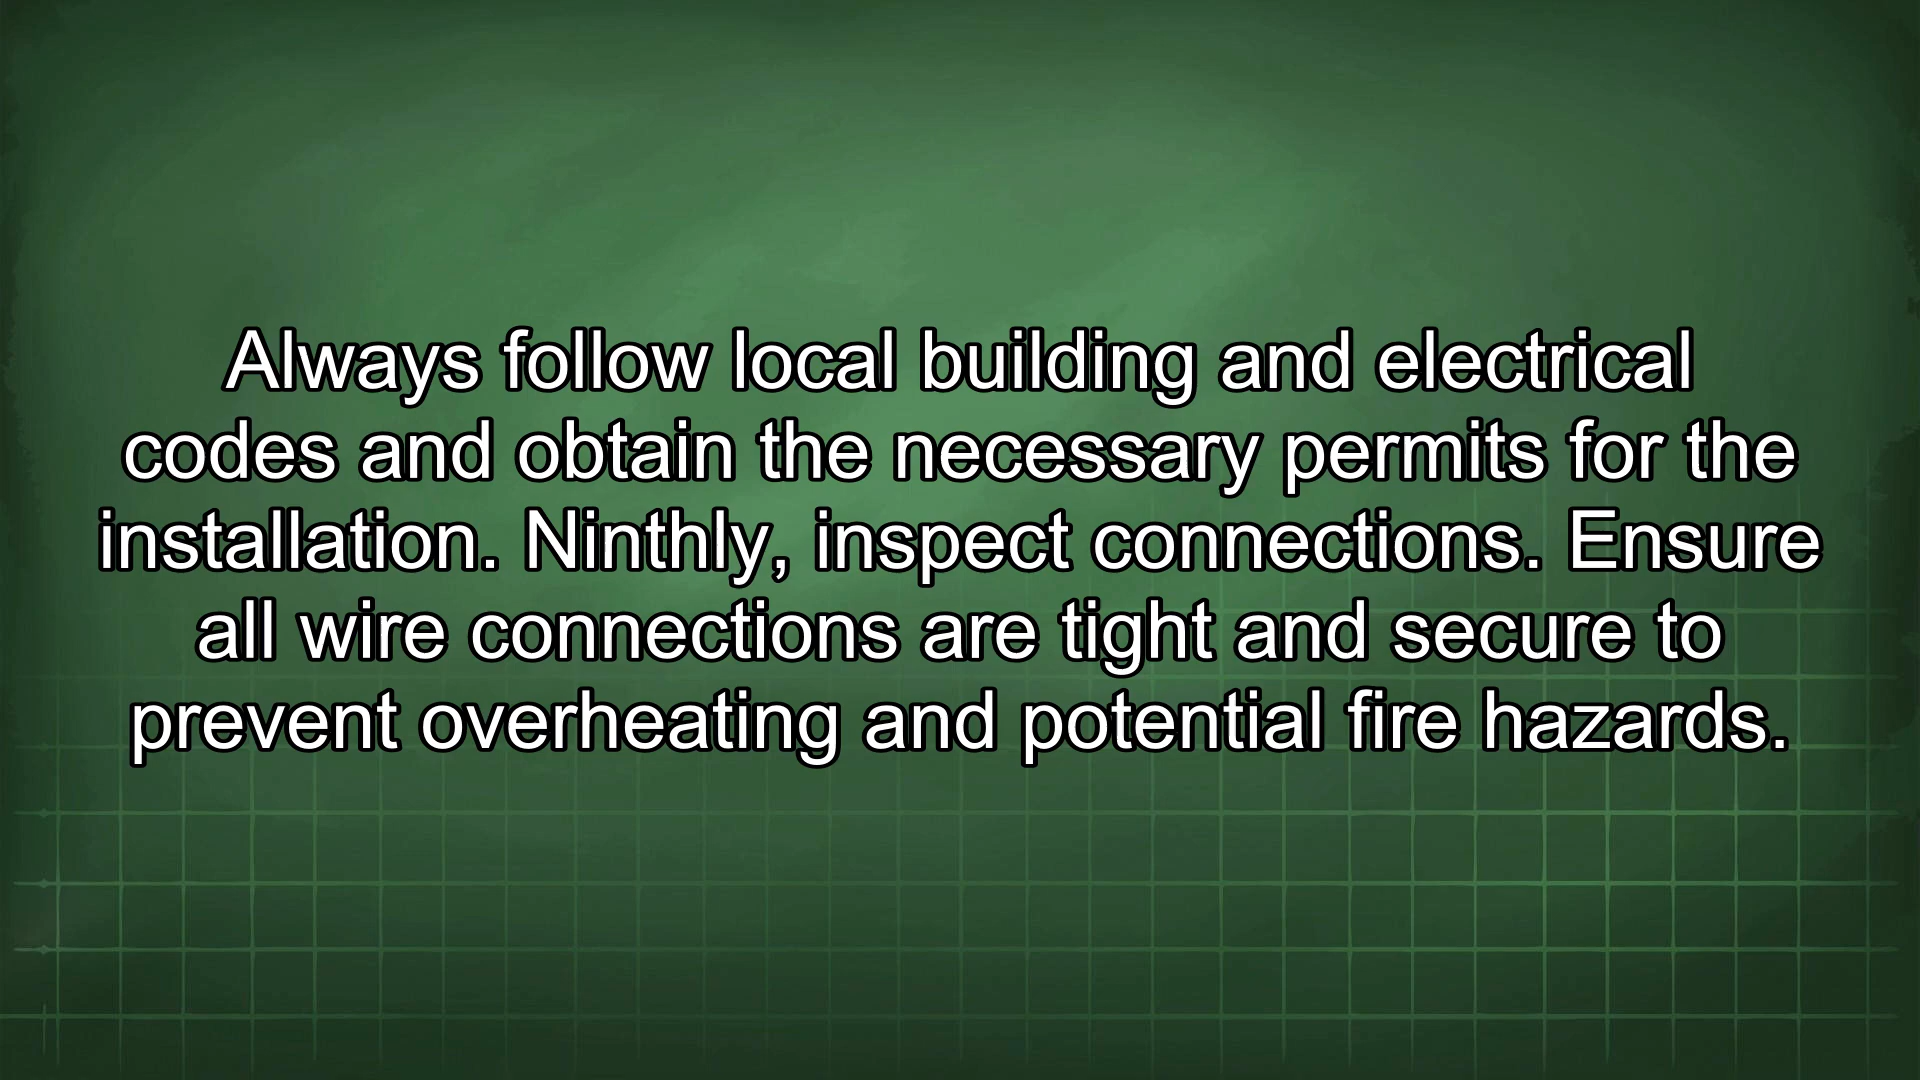 Always follow local building and electrical
codes and obtain the necessary permits for the
installation. Ninthly, inspect connections. Ensure
all wire connections are tight and secure to
prevent overheating and potential fire hazards.